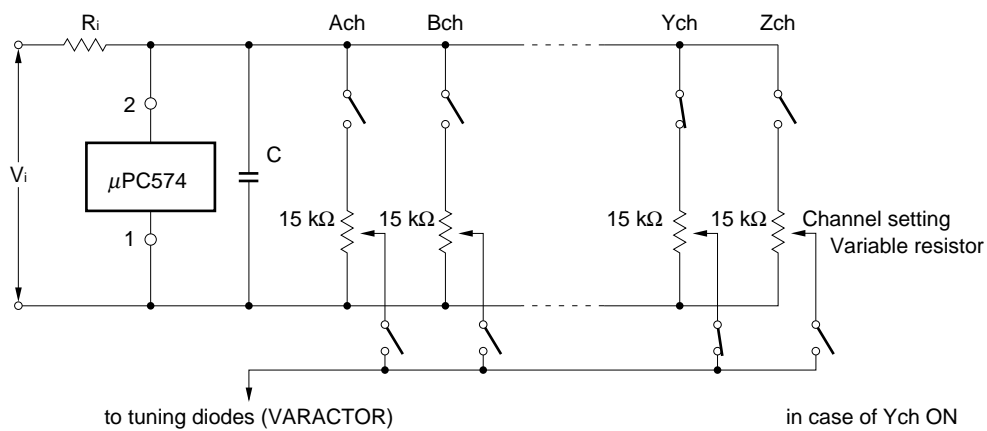 Ri
Ach
Bch
Ych
Zch
2
Vi
μPC574
C
1
15 kΩ
15 kΩ
15 kΩ
15 kΩ
Channel setting
Variable resistor
to tuning diodes (VARACTOR)
in case of Ych ON